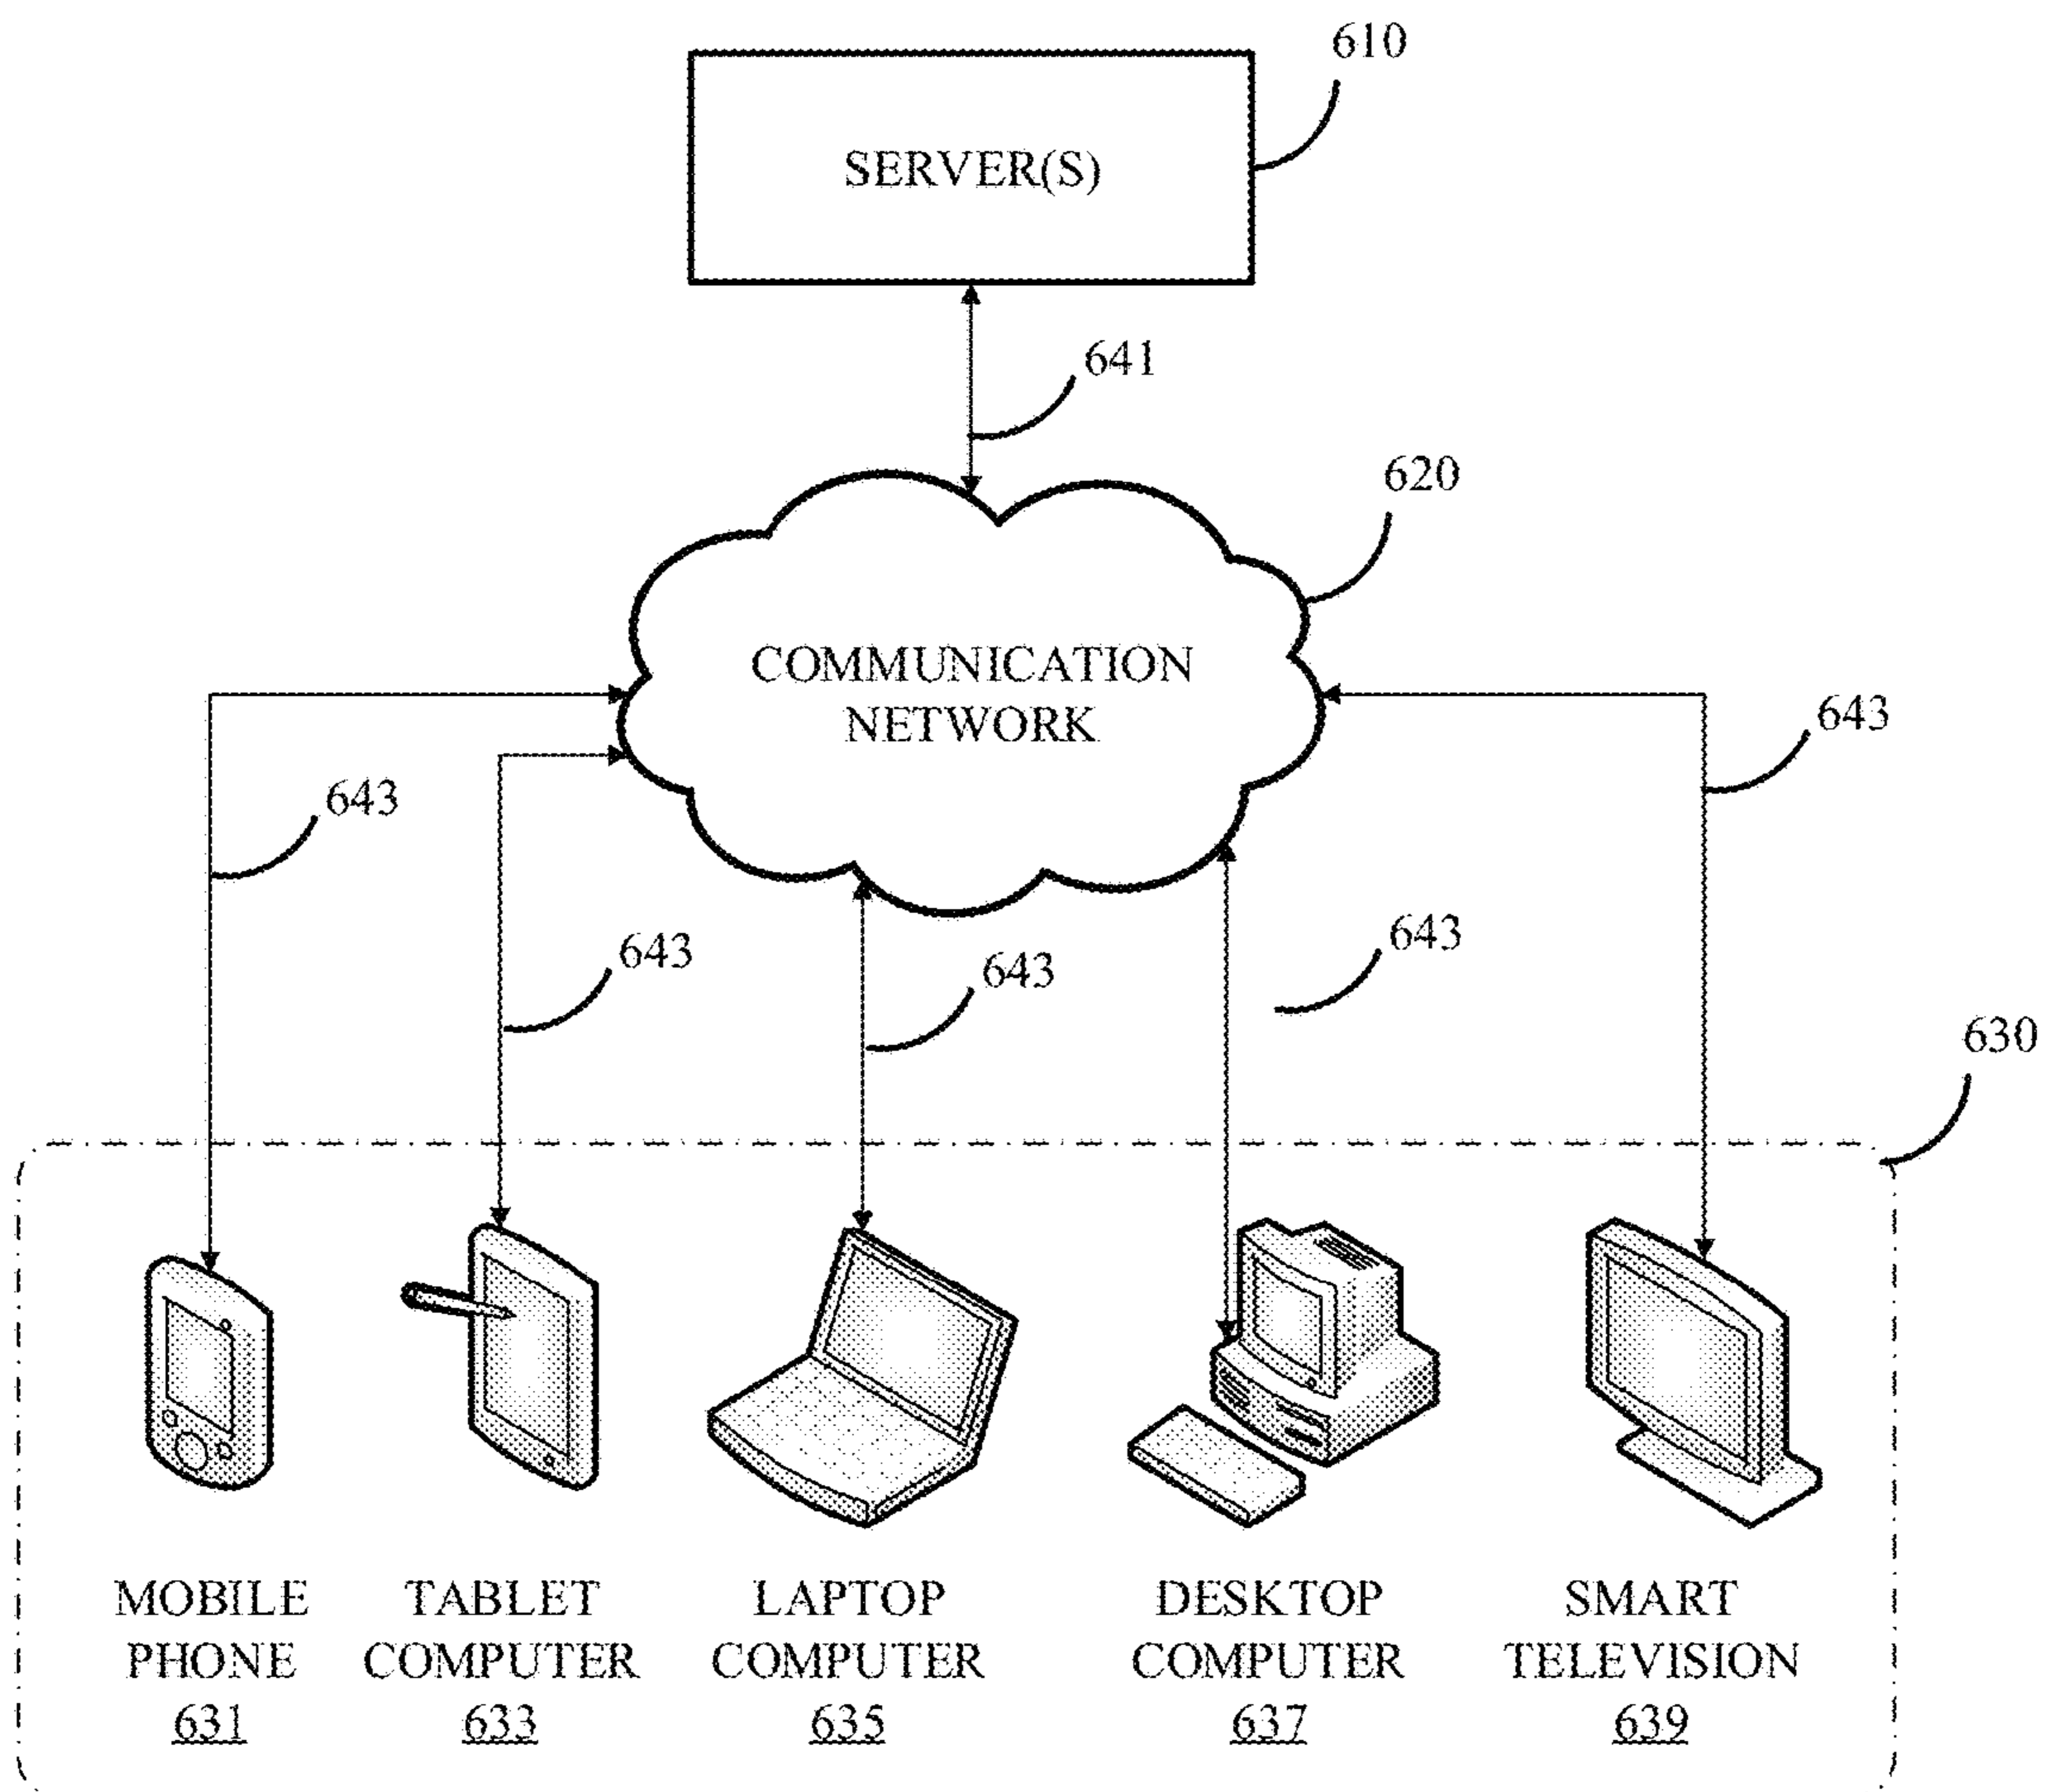 610
SERVER(S)
641
620
COMMUNICATION
NETWORK
643
643
643
643
643
630
MOBILE
PHONE
631
TABLET
COMPUTER
633
LAPTOP
COMPUTER
635
DESKTOP
COMPUTER
637
SMART
TELEVISION
639